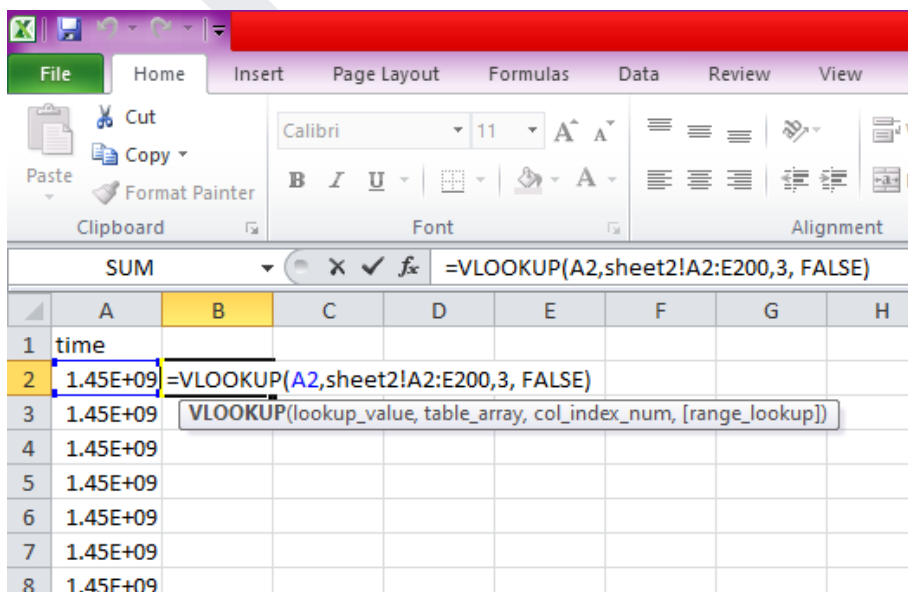 File Home Insert Page Layout Formulas Data Review View
Cut
Copy
Paste
Format Painter
Calibri 11 A A
B I U A
Clipboard Font Alignment
SUM fx =VLOOKUP(A2,sheet2!A2:E200,3, FALSE)
A B C D E F G H
1 time
2 1.45E+09 =VLOOKUP(A2,sheet2!A2:E200,3, FALSE)
3 1.45E+09 VLOOKUP(lookup_value, table_array, col_index_num, [range_lookup])
4 1.45E+09
5 1.45E+09
6 1.45E+09
7 1.45E+09
8 1.45E+09